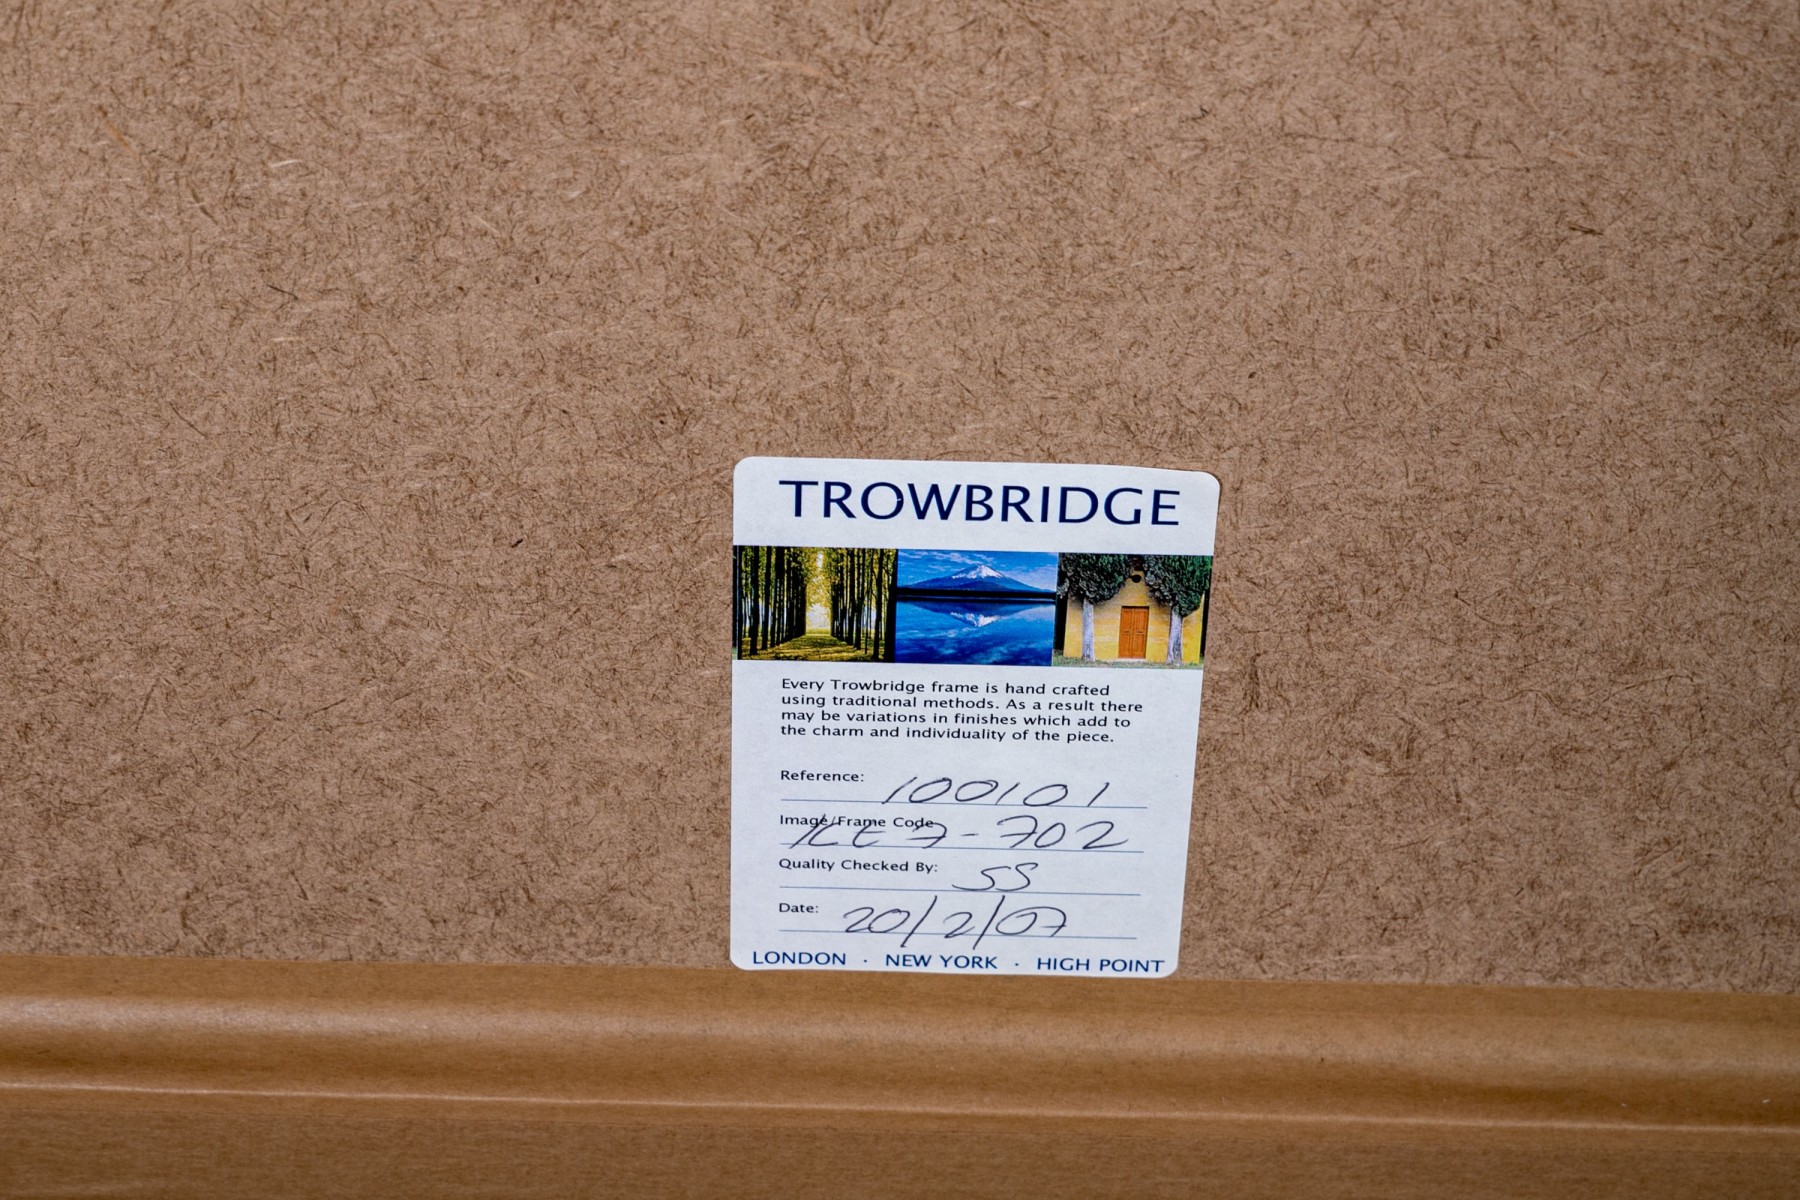 TROWBRIDGE
Every Trowbridge frame is hand crafted
using traditional methods. As a result there
may be variations in finishes which add to
the charm and individuality of the piece.
Reference: 100101
Image/Frame Code 702
Quality Checked By: SS
Date: 20/2/07
LONDON · NEW YORK · HIGH POINT